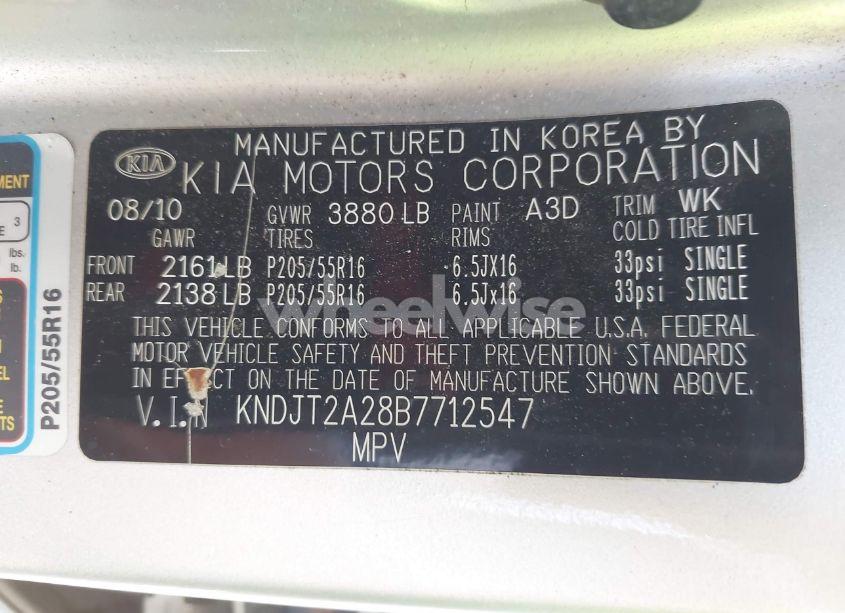 MANUFACTURED IN KOREA BY
KIA KIA MOTORS CORPORATION
08/10 GVWR 3880 LB PAINT A3D TRIM WK
GAWR TIRES RIMS COLD TIRE INFL
FRONT 2161 LB P205/55R16 6.5JX16 33psi SINGLE
REAR 2138 LB P205/55R16 6.5Jx16 33psi SINGLE
wheelwise
THIS VEHICLE CONFORMS TO ALL APPLICABLE U.S.A. FEDERAL
MOTOR VEHICLE SAFETY AND THEFT PREVENTION STANDARDS
IN EFFECT ON THE DATE OF MANUFACTURE SHOWN ABOVE.
V.I.N KNDJT2A28B7712547
MPV
P205/55R16
3
lbs.
lb.